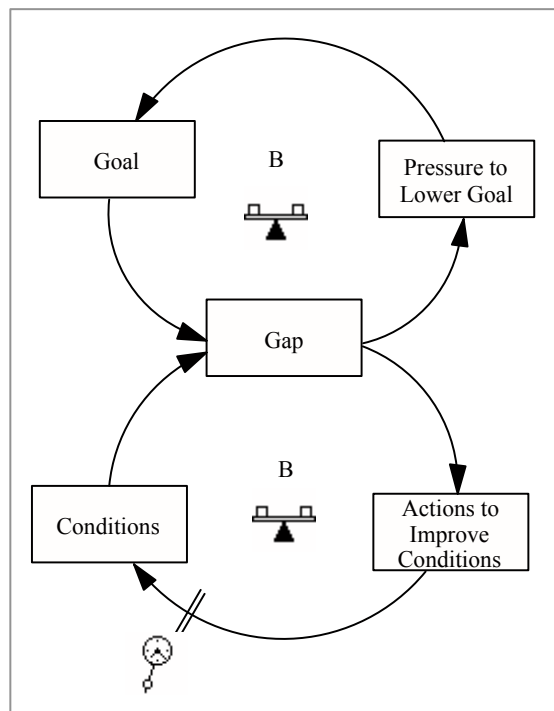 Goal
B
Pressure to
Lower Goal
Gap
B
Conditions
Actions to
Improve
Conditions